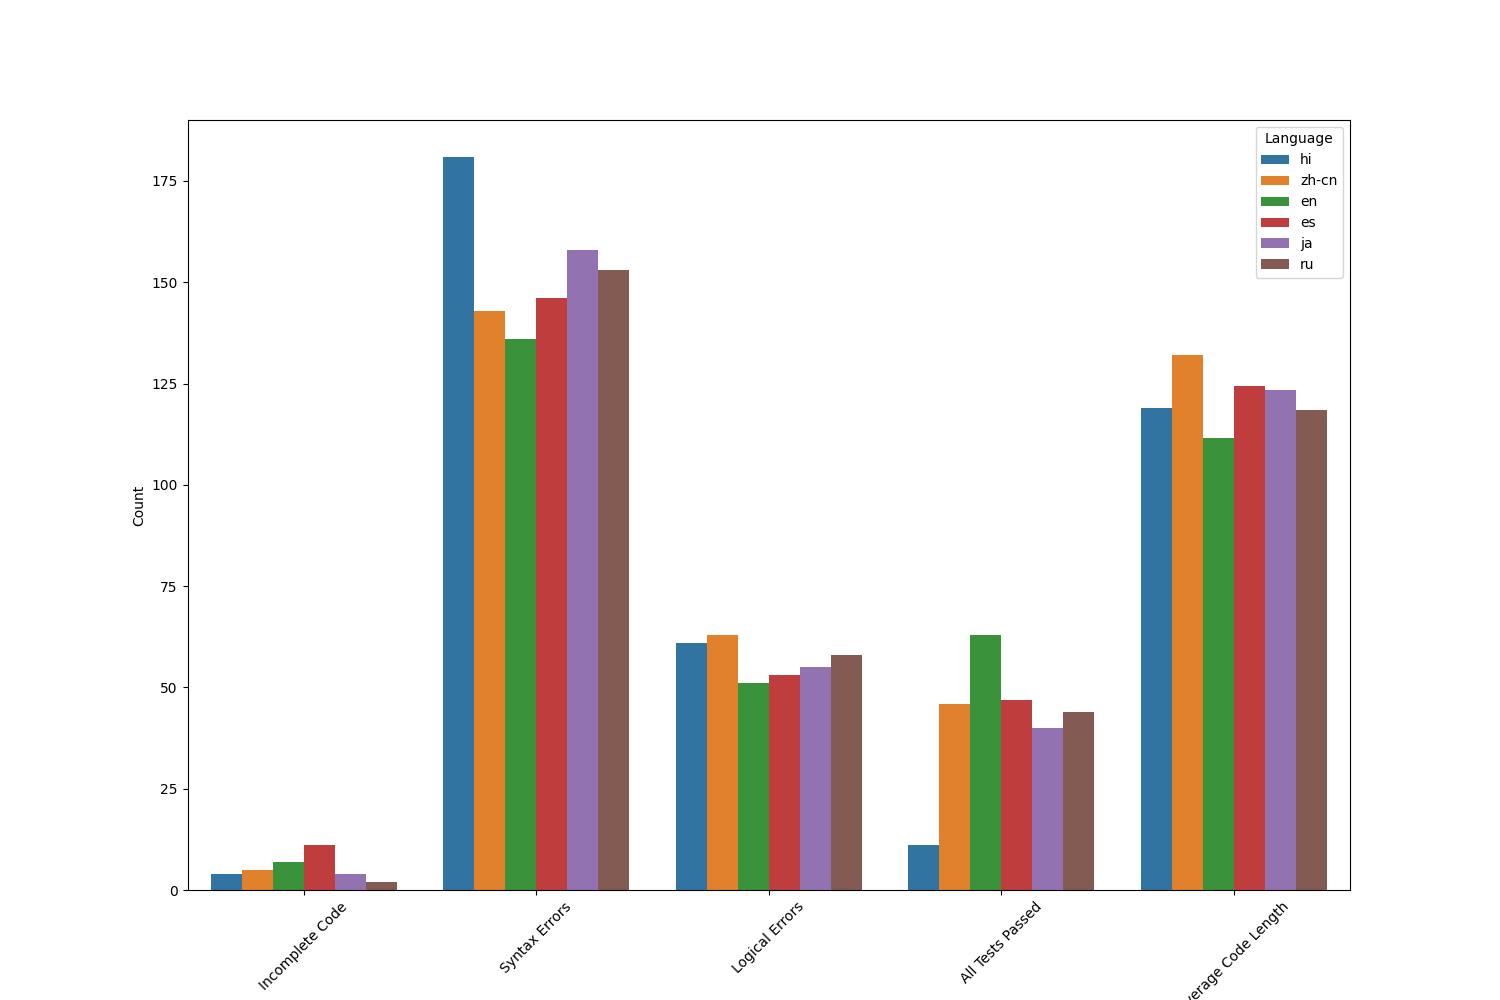 Language
hi
zh-cn
en
es
ja
ru
175
150
125
100
75
50
25
0
Count
Incomplete Code
Syntax Errors
Logical Errors
All Tests Passed
verage Code Length